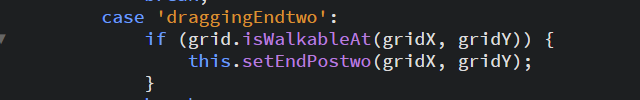 case 'draggingEndtwo':
if (grid.isWalkableAt(gridX, gridY)) {
this.setEndPostwo(gridX, gridY);
}